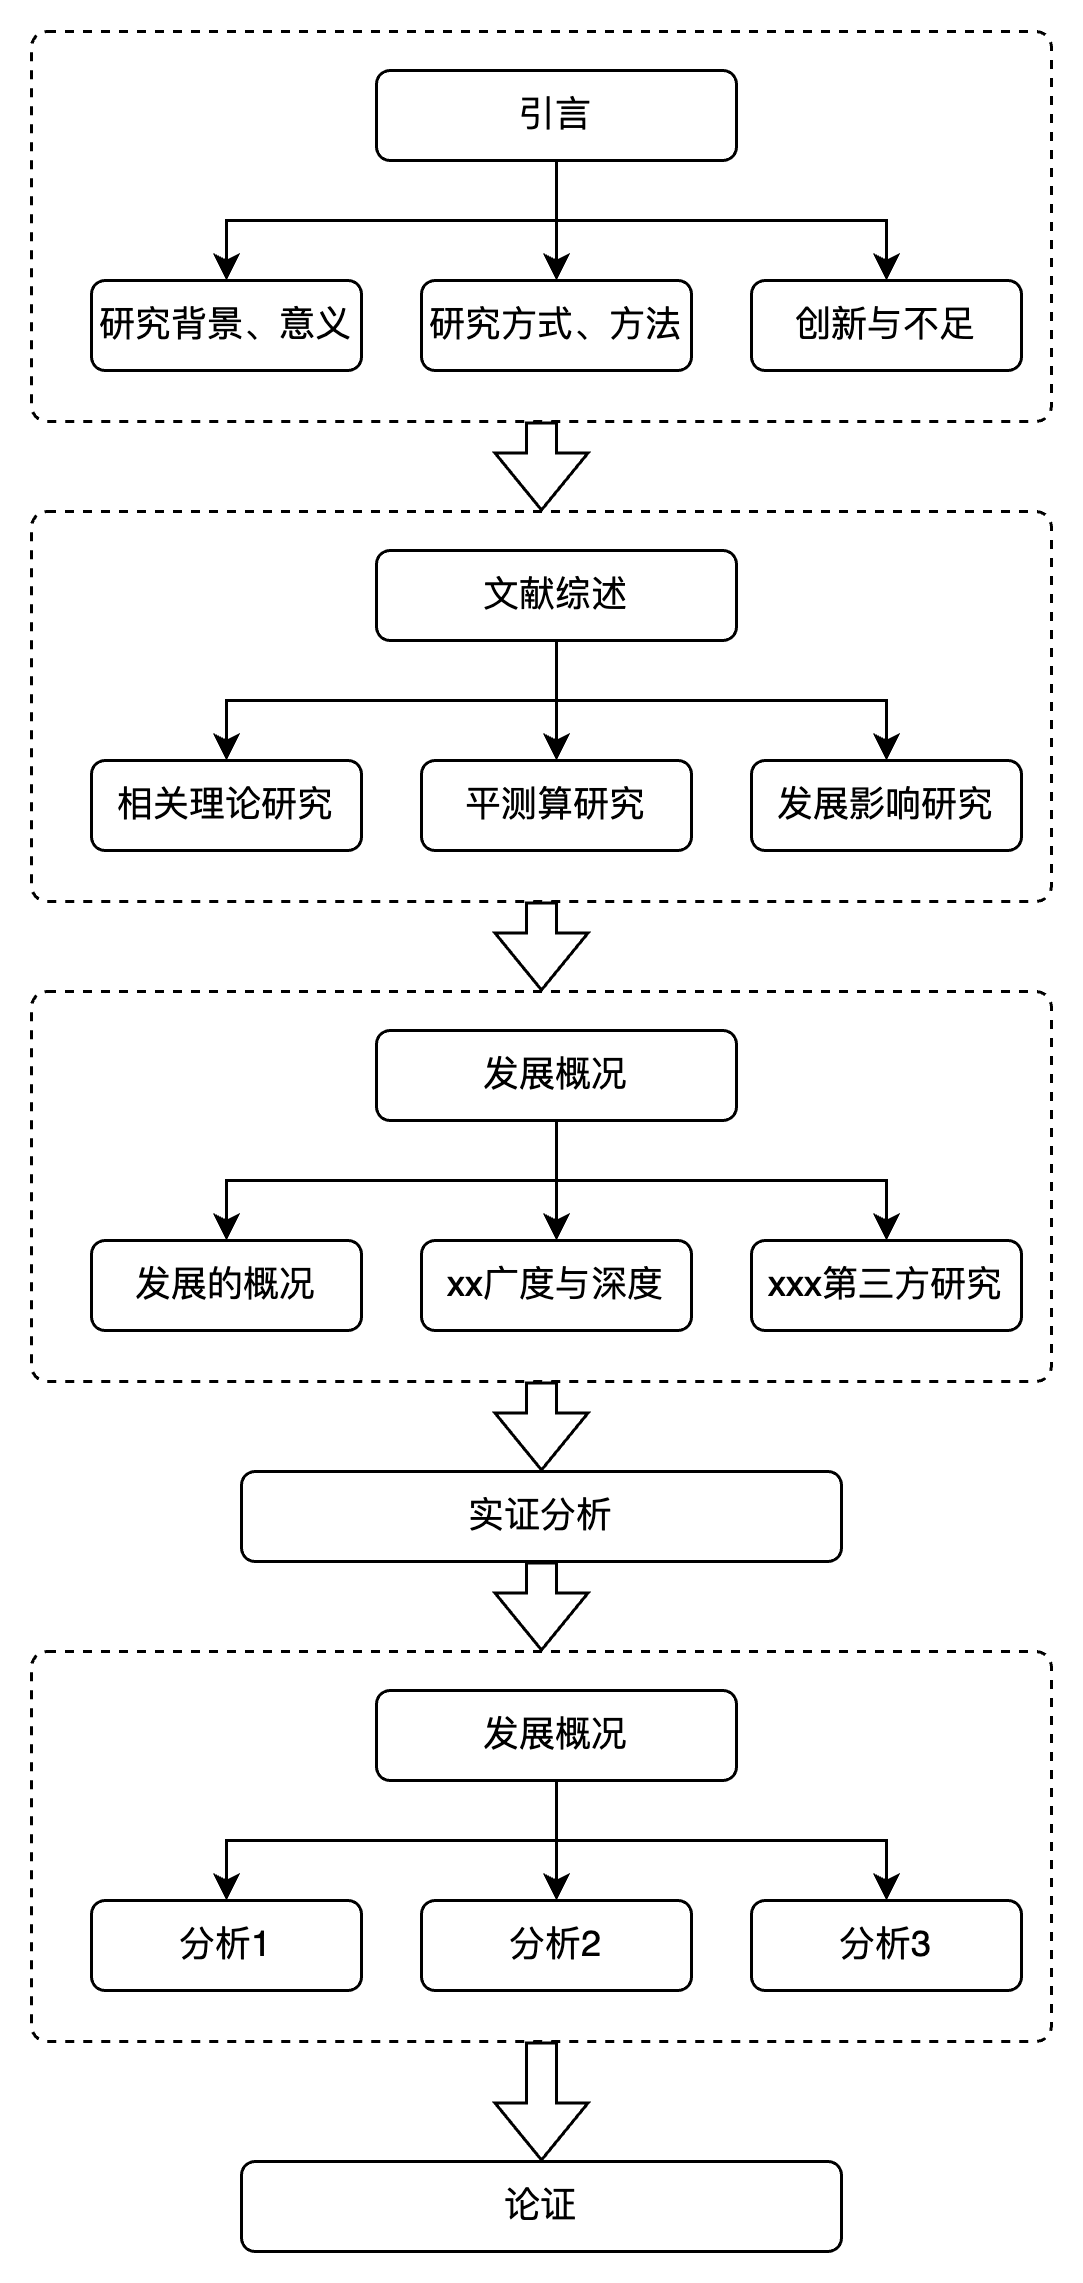 引言
研究背景、意义
研究方式、方法
创新与不足
文献综述
相关理论研究
平测算研究
发展影响研究
发展概况
发展的概况
xx广度与深度
xxx第三方研究
实证分析
发展概况
分析1
分析2
分析3
论证